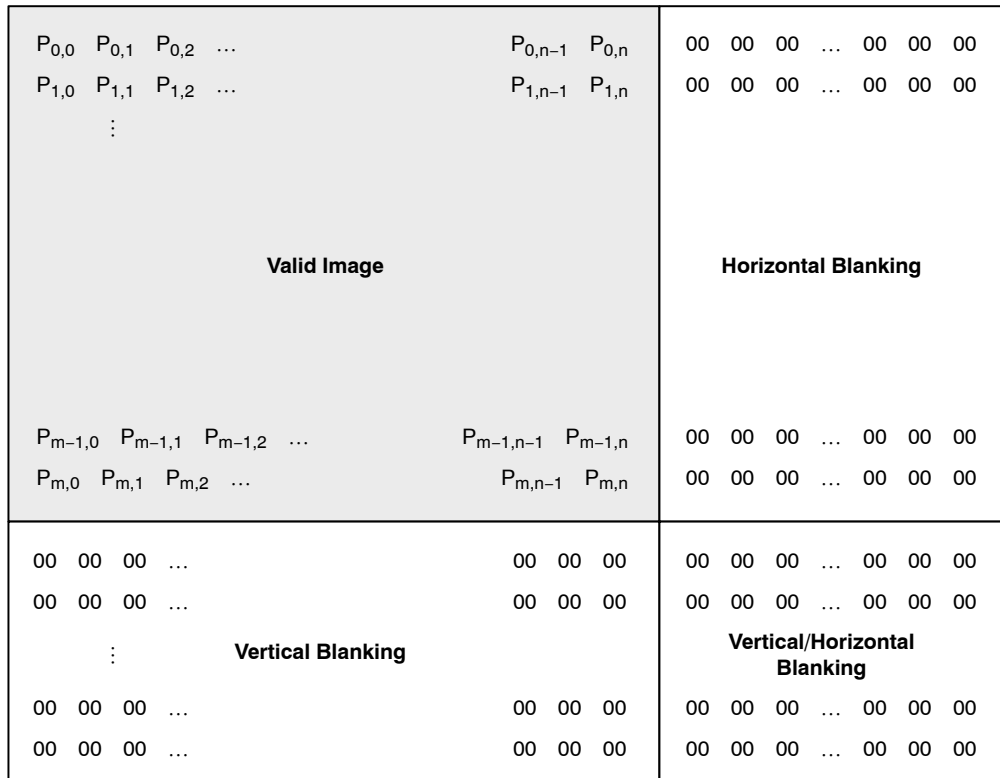 P0,0 P0,1 P0,2 … P0,n−1 P0,n 00 00 00 … 00 00 00
P1,0 P1,1 P1,2 … P1,n−1 P1,n 00 00 00 … 00 00 00
⋮
Valid Image Horizontal Blanking
Pm−1,0 Pm−1,1 Pm−1,2 … Pm−1,n−1 Pm−1,n 00 00 00 … 00 00 00
Pm,0 Pm,1 Pm,2 … Pm,n−1 Pm,n 00 00 00 … 00 00 00
00 00 00 … 00 00 00 00 00 00 … 00 00 00
00 00 00 … 00 00 00 00 00 00 … 00 00 00
⋮ Vertical Blanking Vertical/Horizontal
Blanking
00 00 00 … 00 00 00 00 00 00 … 00 00 00
00 00 00 … 00 00 00 00 00 00 … 00 00 00